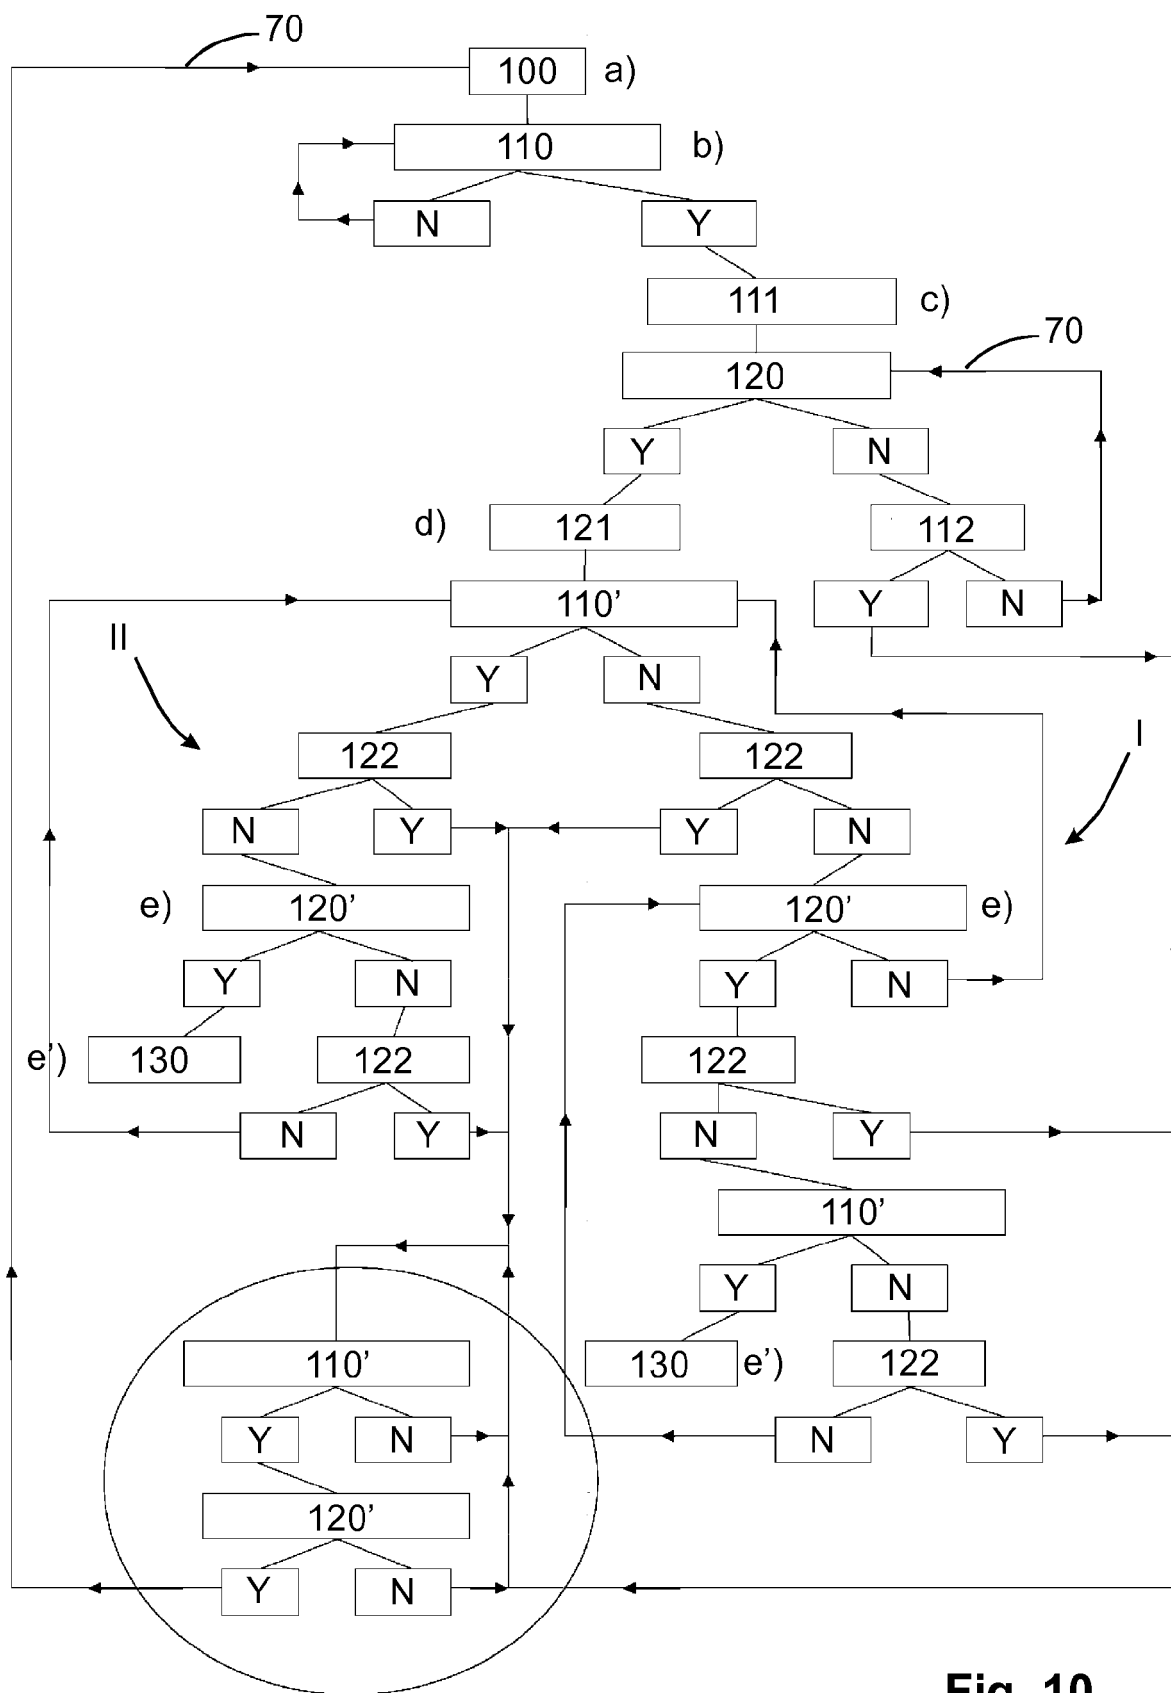 70
100 a)
110 b)
N Y
111 c)
70
120
Y N
d) 121 112
110' Y N
II
Y N
I
122 122
N Y Y N
e) 120' 120' e)
Y N Y N
e') 130 122 122
N Y N Y
110'
Y N
110' 130 e') 122
Y N N Y
120'
Y N
Fig. 10